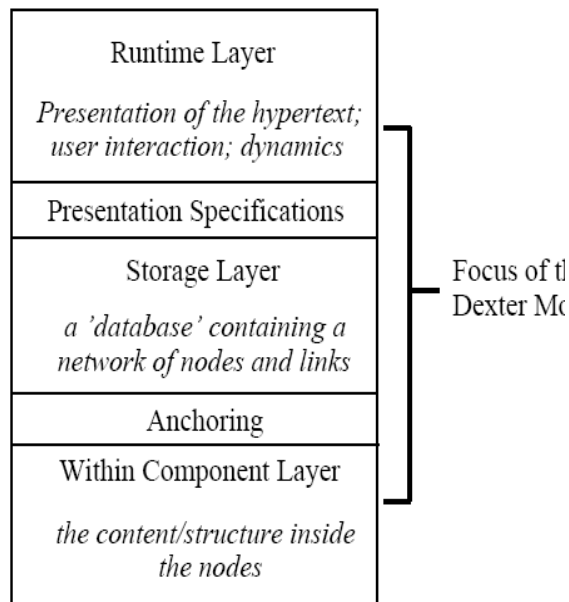 Runtime Layer
Presentation of the hypertext;
user interaction; dynamics
Presentation Specifications
Storage Layer
a ’database’ containing a
network of nodes and links
Anchoring
Within Component Layer
the content/structure inside
the nodes
Focus of
Dexter